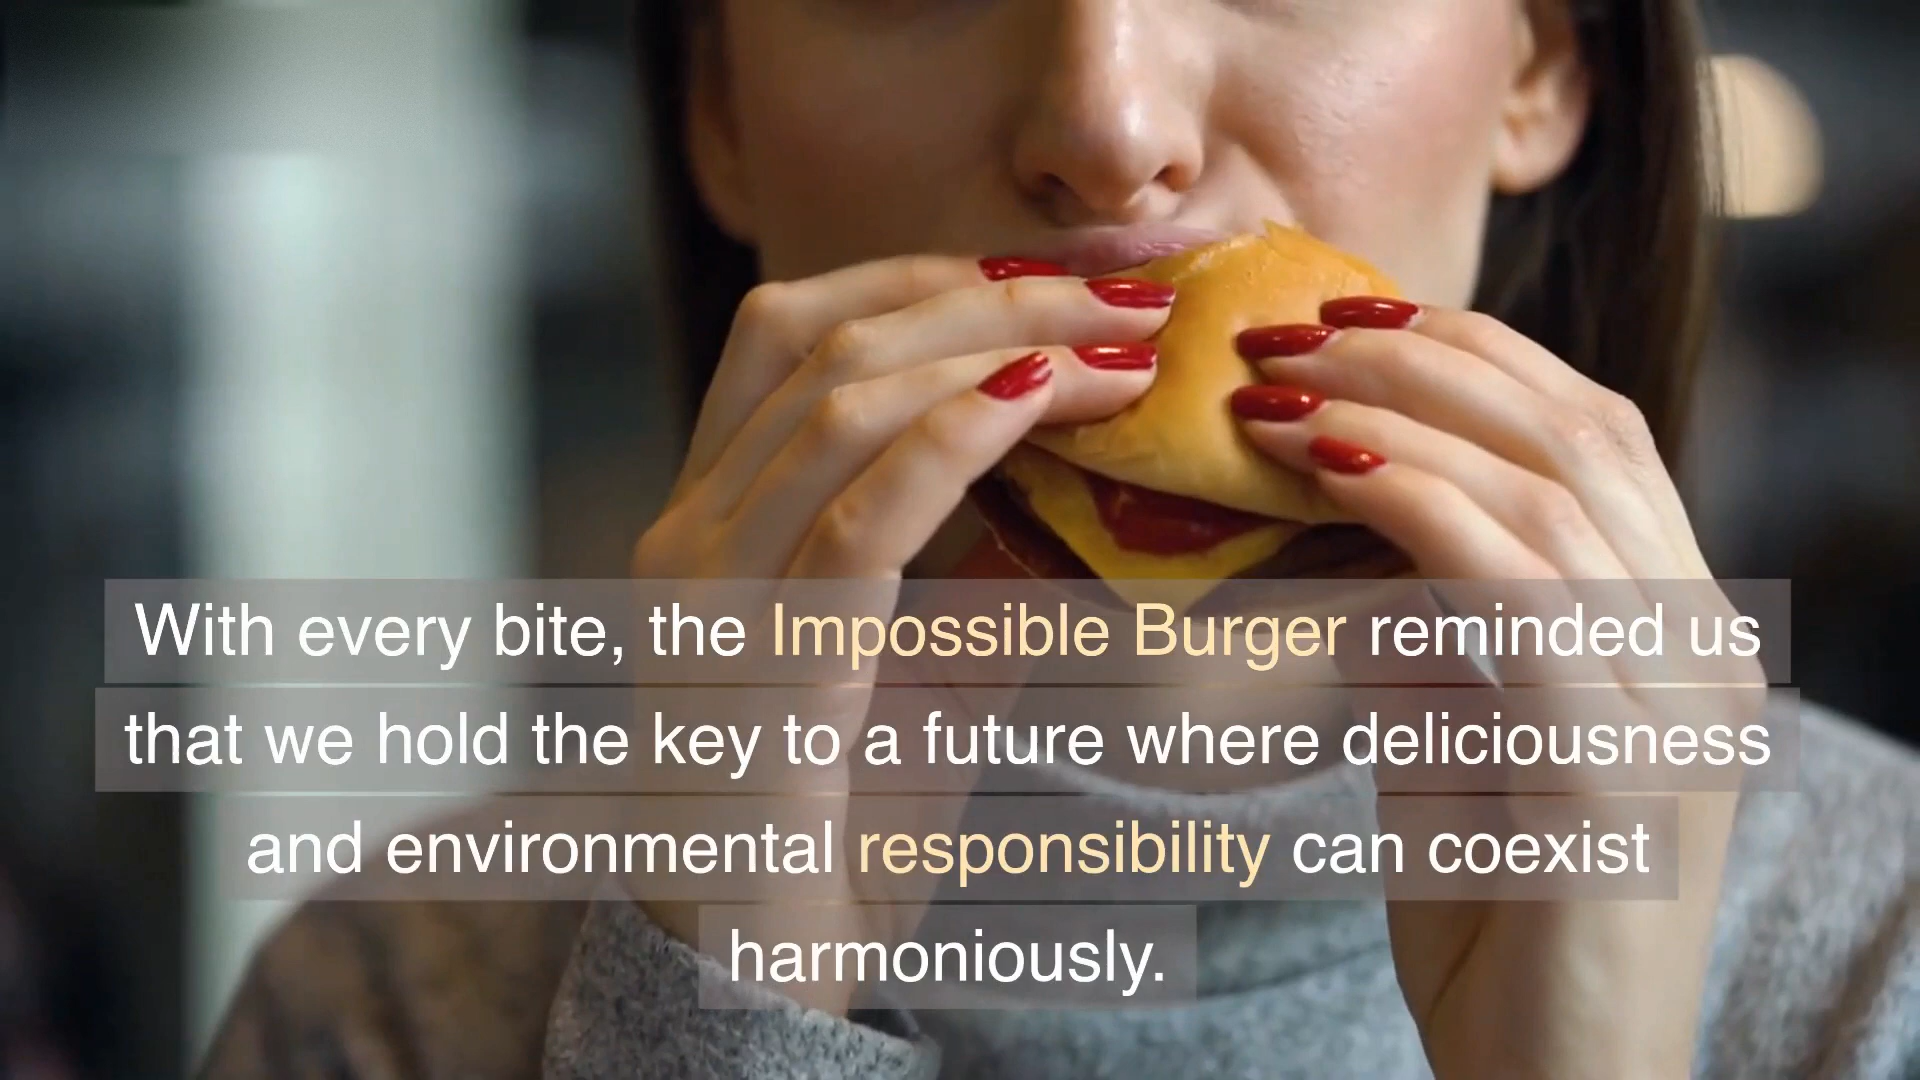 With every bite, the Impossible Burger reminded us
that we hold the key to a future where deliciousness
and environmental responsibility can coexist
harmoniously.